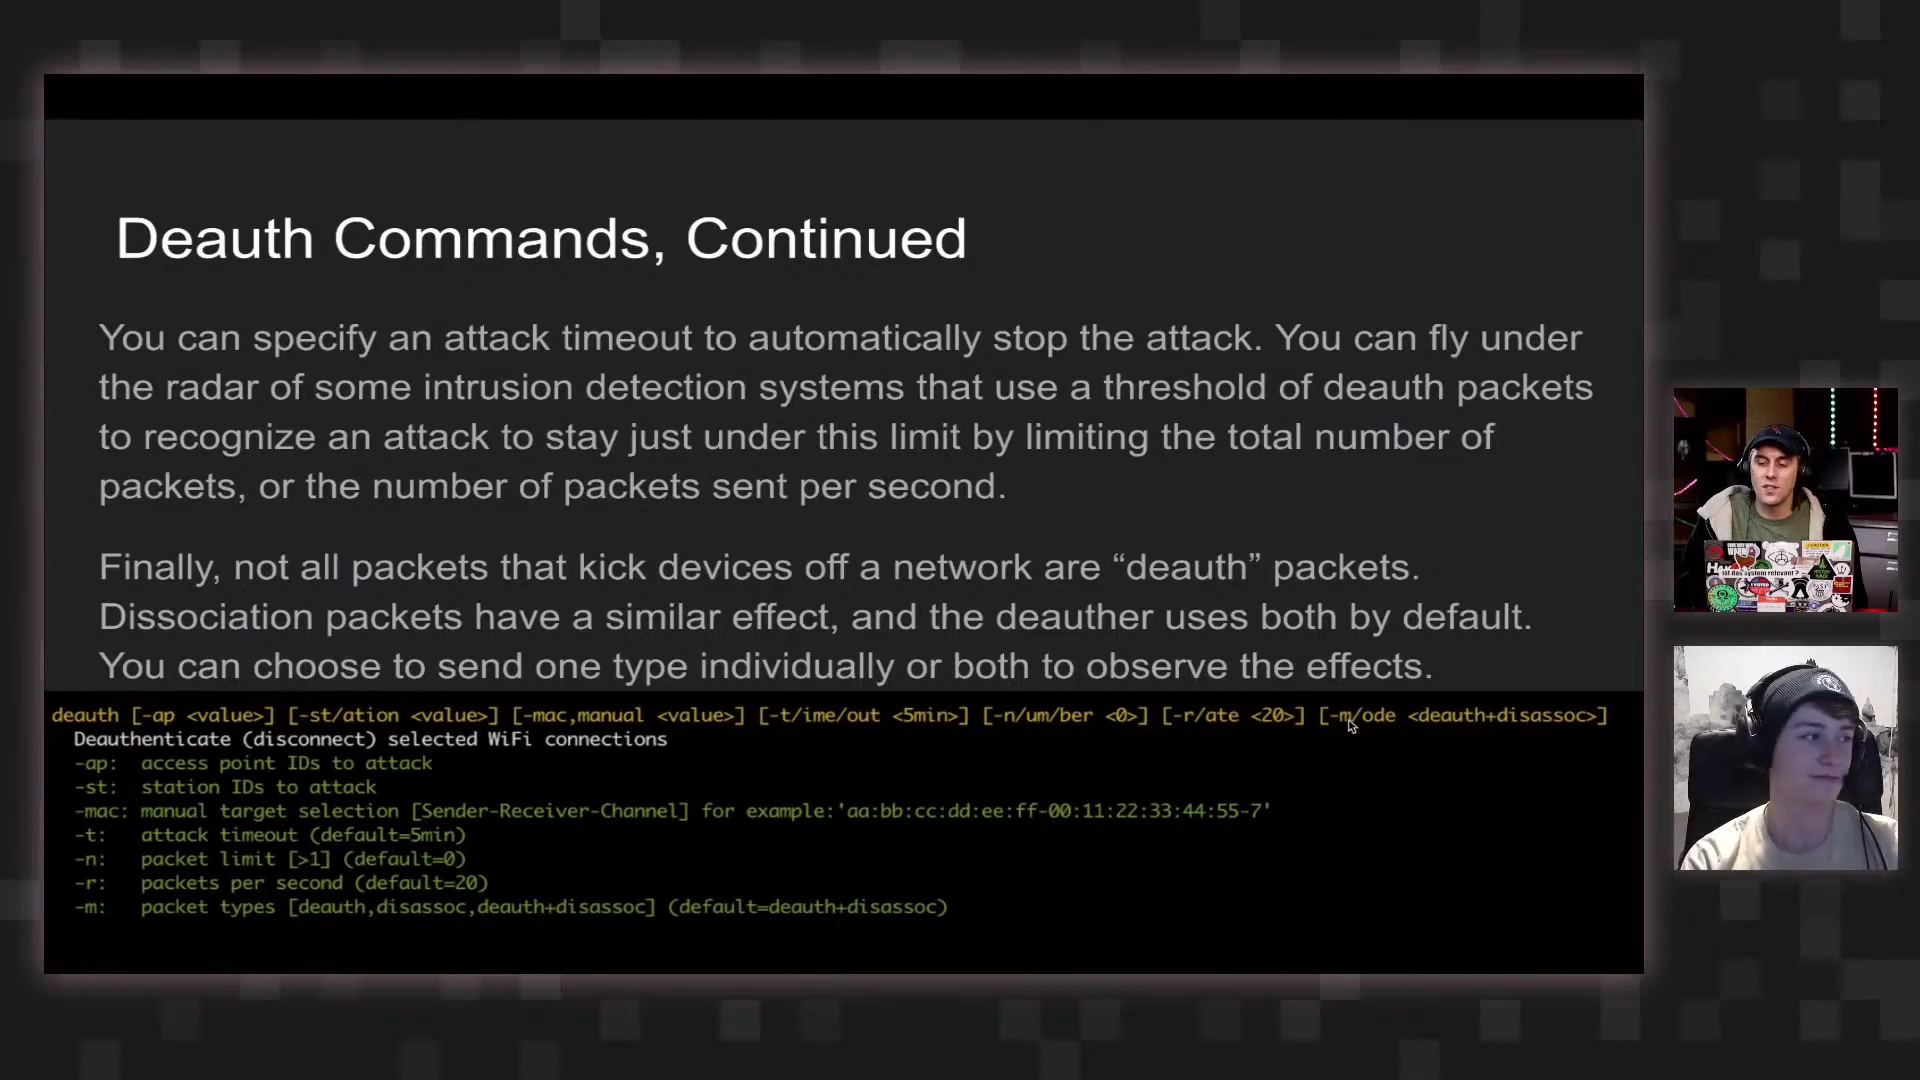 Deauth Commands, Continued
You can specify an attack timeout to automatically stop the attack. You can fly under
the radar of some intrusion detection systems that use a threshold of deauth packets
to recognize an attack to stay just under this limit by limiting the total number of
packets, or the number of packets sent per second.
Finally, not all packets that kick devices off a network are “deauth” packets.
Dissociation packets have a similar effect, and the deauther uses both by default.
You can choose to send one type individually or both to observe the effects.
deauth [-ap <value>] [-st/ation <value>] [-mac,manual <value>] [-t/ime/out <5min>] [-n/um/ber <0>] [-r/ate <20>] [-m/ode <deauth+disassoc>]
Deauthenticate (disconnect) selected WiFi connections
-ap: access point IDs to attack
-st: station IDs to attack
-mac: manual target selection [Sender-Receiver-Channel] for example:'aa:bb:cc:dd:ee:ff-00:11:22:33:44:55-7'
-t: attack timeout (default=5min)
-n: packet limit [>1] (default=0)
-r: packets per second (default=20)
-m: packet types [deauth,disassoc,deauth+disassoc] (default=deauth+disassoc)
ist das system relevant ?